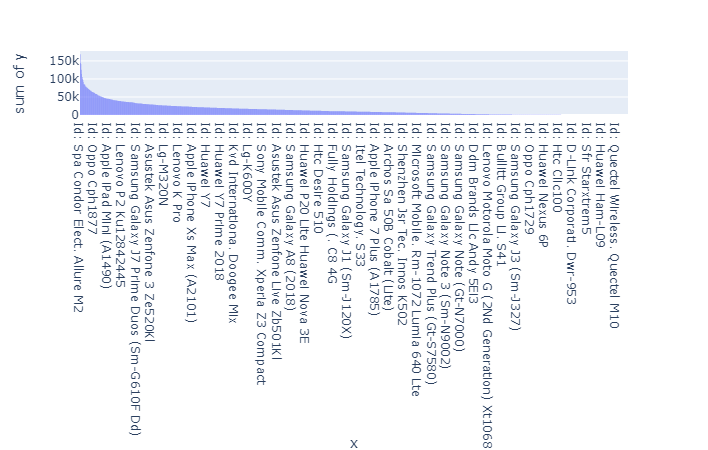 sum of y
150k
100k
50k
0
Id: Spa Condor Elect. Allure M2
Id: Oppo Cph1877
Id: Apple IPad Mini (A1490)
Id: Lenovo P 2 Ku12842445
Id: Samsung Galaxy J7 Prime Duos (Sm-G610F Dd)
Id: Asustek Asus Zenfone 3 Ze520Kl
Id: Lg-M320N
Id: Lenovo K Pro
Id: Apple IPhone Xs Max (A2101)
Id: Huawei Y7
Id: Huawei Y7 Prime 2018
Id: Kvd Internationa. Doogee Mix
Id: Lg-K600Y
Id: Sony Mobile Comm. Xperia Z3 Compact
Id: Asustek Asus Zenfone Live Zb501Kl
Id: Samsung Galaxy A8 (2018)
Id: Huawei P20 Lite Huawei Nova 3E
Id: Htc Desire 510
Id: Fully Holdings (. C8 4G
Id: Samsung Galaxy J1 (Sm-J120X)
Id: Itel Technology. S33
Id: Apple IPhone 7 Plus (A1785)
Id: Archos Sa 50B Cobalt (Lite)
Id: Shenzhen Jsr Tec. Innos K502
Id: Microsoft Mobile. Rm-1072 Lumia 640 Lte
Id: Samsung Galaxy Trend Plus (Gt-S7580)
Id: Samsung Galaxy Note 3 (Sm-N9002)
Id: Samsung Galaxy Note (Gt-N7000)
Id: Ddm Brands Llc Andy 5EI3
Id: Lenovo Motorola Moto G (2Nd Generation) Xt1068
Id: Bullitt Group Li. S41
Id: Samsung Galaxy J3 (Sm-J327)
Id: Oppo Cph1729
Id: Huawei Nexus 6P
Id: Htc Clic100
Id: D-Link Corporati. Dwr-953
Id: Sfr Starxtrem5
Id: Huawei Ham-L09
Id: Quectel Wireless. Quectel M10
x